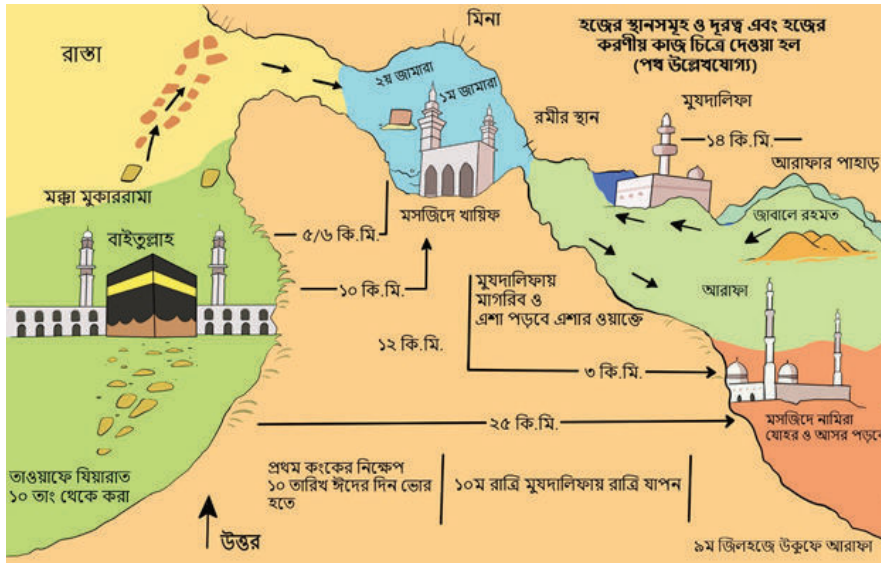 হজের স্থানসমূহ ও দূরত্ব এবং হজের
করণীয় কাজ চিত্রে দেওয়া হল
(পথ উল্লেখযোগ্য)
মিনা
রাস্তা
২য় জামারা
১ম জামারা
রমীর স্থান
মুযদালিফা
১৪ কি.মি.
আরাফার পাহাড়
মক্কা মুকাররামা
মসজিদে খায়িফ
জাবালে রহমত
বাইতুল্লাহ
৫/৬ কি.মি.
১০ কি.মি.
মুযদালিফায়
মাগরিব ও
এশা পড়বে এশার ওয়াক্তে
আরাফা
১২ কি.মি.
৩ কি.মি.
২৫ কি.মি.
মসজিদে নামিরা
যোহর ও আসর পড়বে
তাওয়াফে যিয়ারাত
১০ তাং থেকে করা
প্রথম কংকের নিক্ষেপ
১০ তারিখ ঈদের দিন ভোর
হতে
১০ম রাত্রি মুযদালিফায় রাত্রি যাপন
উত্তর
৯ম জিলহজে উকুফে আরাফা